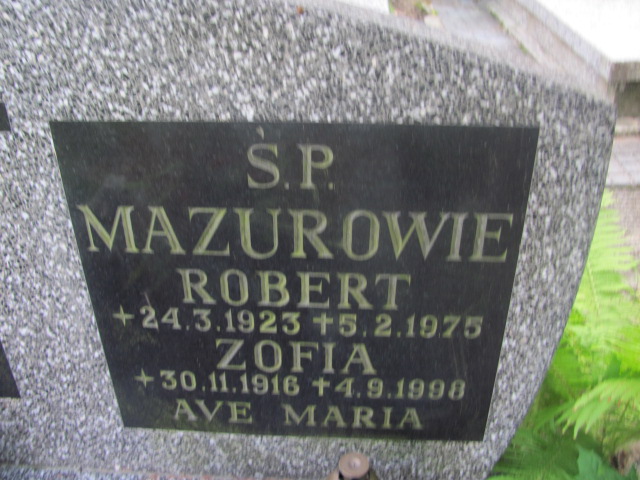 Ś.P.
MAZUROWIE
ROBERT
+24.3.1923 +5.2.1975
ZOFIA
+30.11.1916 +4.9.1998
AVE MARIA